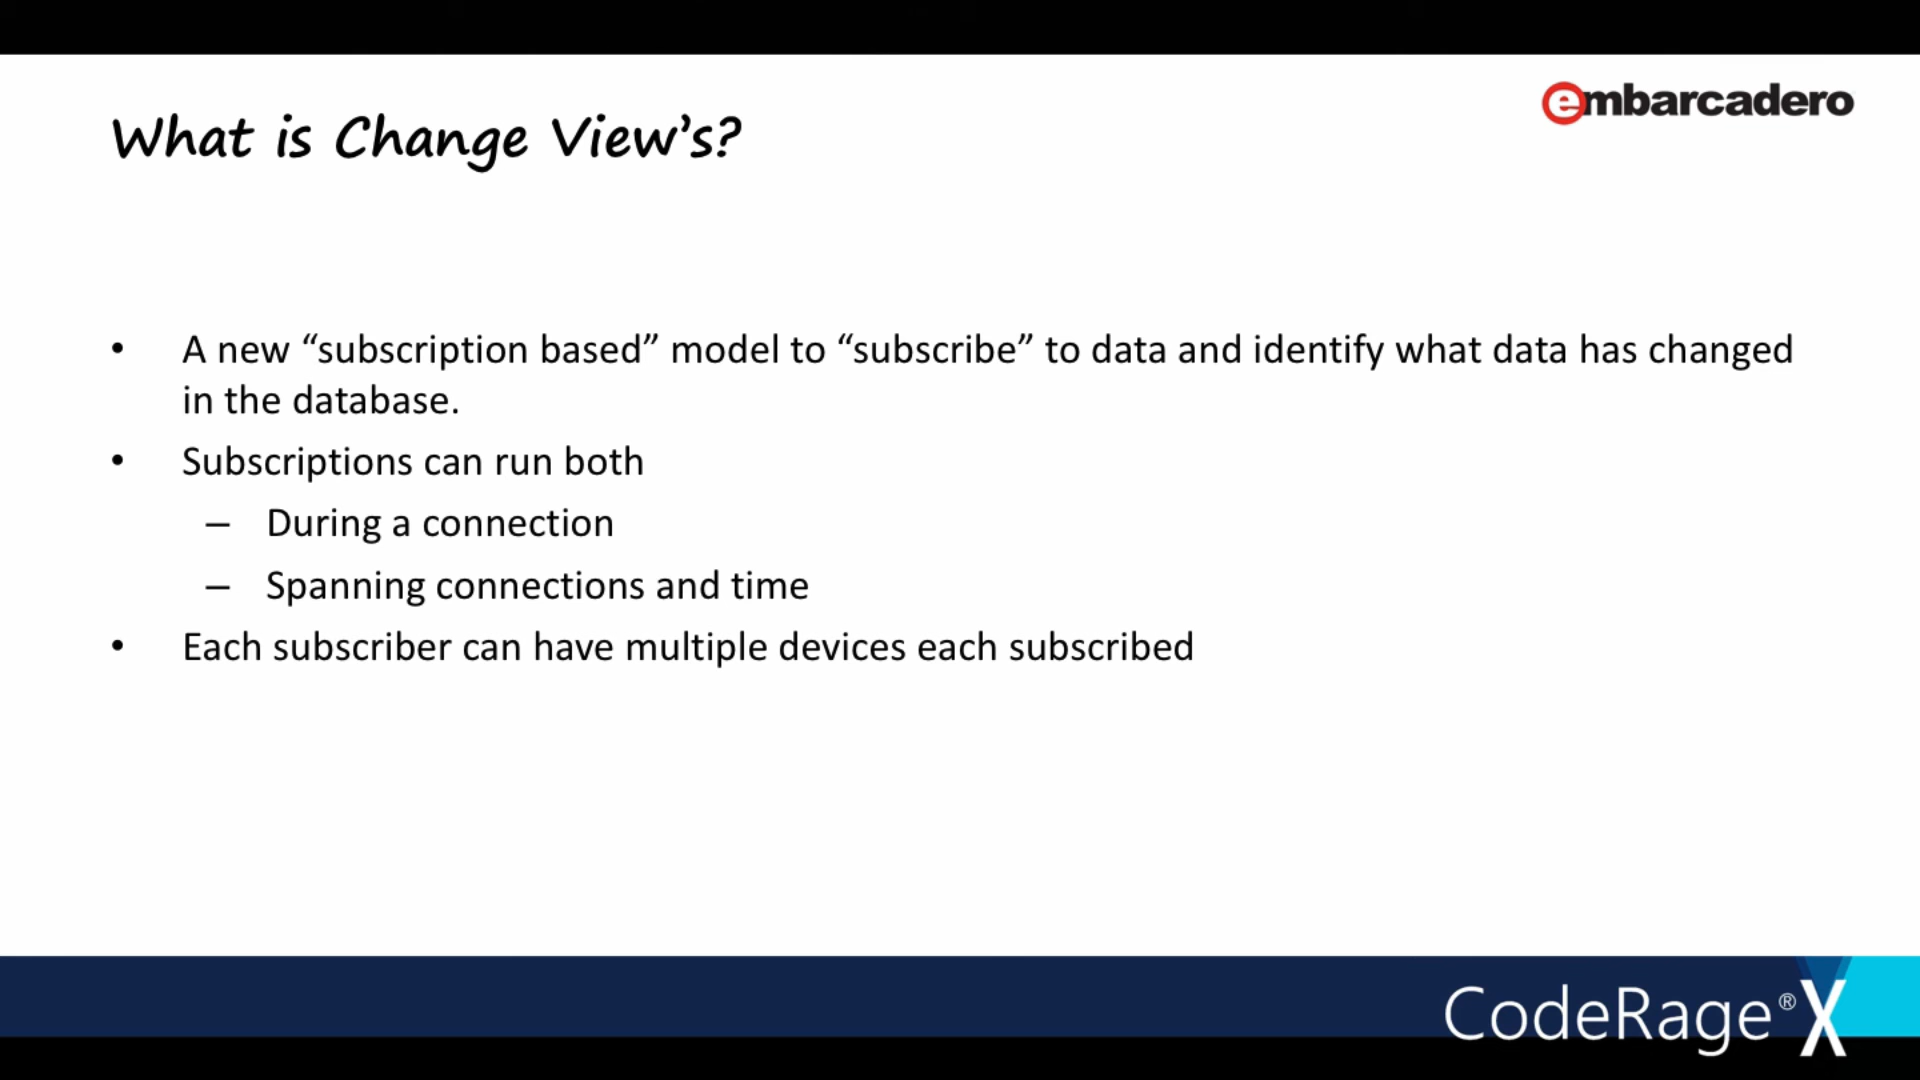 embarcadero
What is Change View’s?
• A new “subscription based” model to “subscribe” to data and identify what data has changed
in the database.
• Subscriptions can run both
– During a connection
– Spanning connections and time
• Each subscriber can have multiple devices each subscribed
CodeRage® X